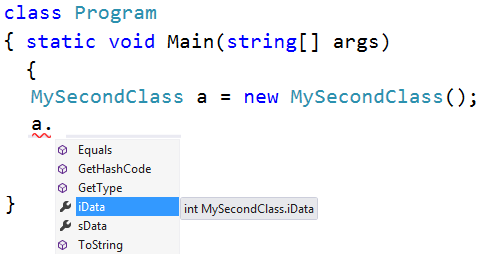 class Program
{ static void Main(string[] args)
{
MySecondClass a = new MySecondClass();
a.
Equals
GetHashCode
GetType
iData int MySecondClass.iData
sData
ToString
}